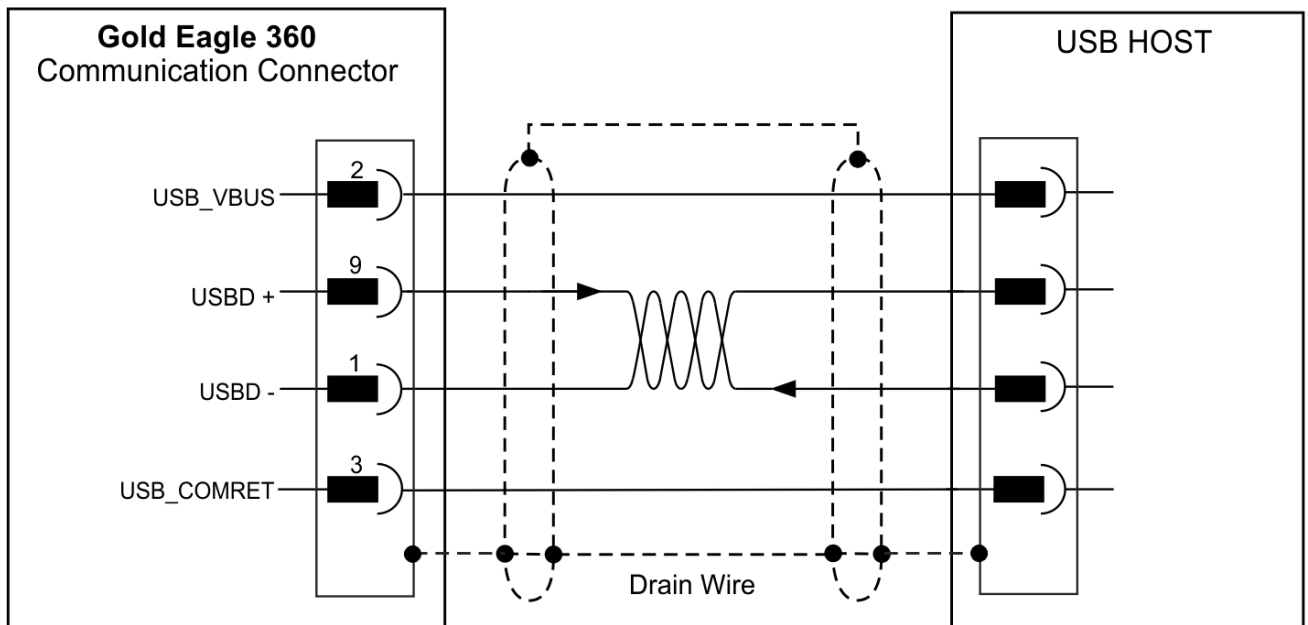 Gold Eagle 360
Communication Connector
USB HOST
2
USB_VBUS
9
USBD +
1
USBD -
3
USB_COMRET
Drain Wire